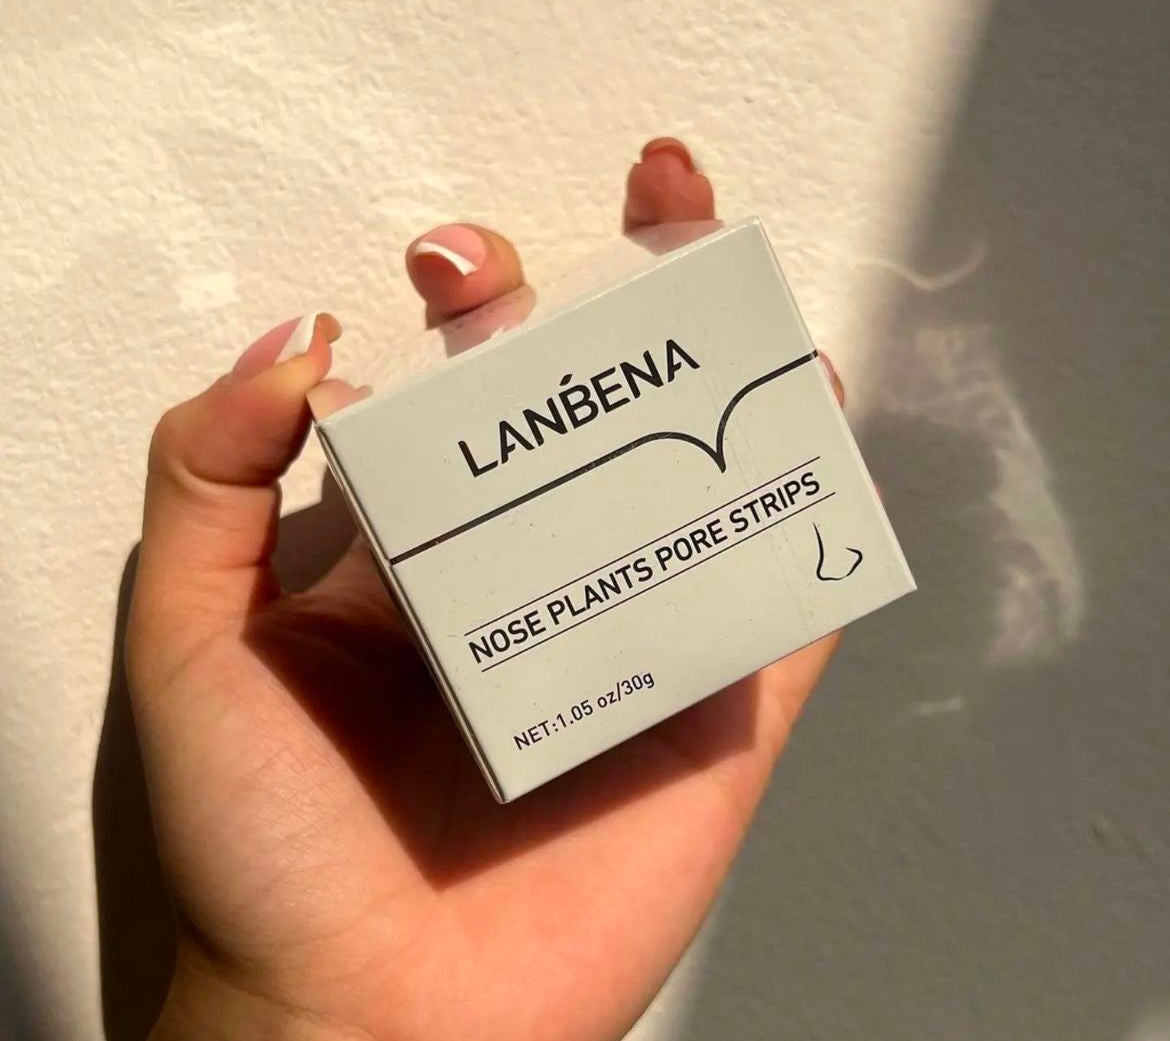 LANBENA
NOSE PLANTS PORE STRIPS
NET:1.05 oz/30g